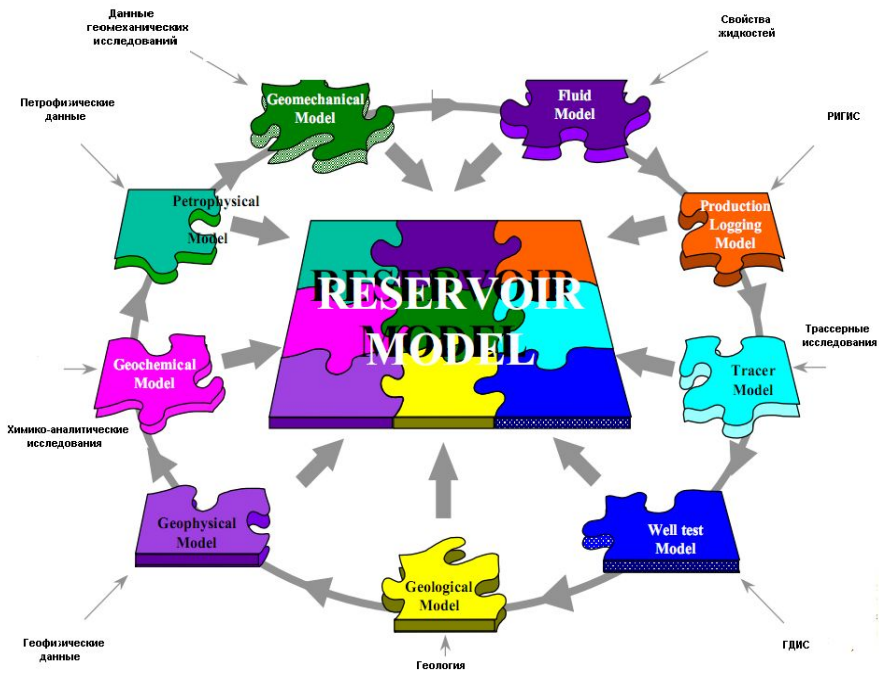 Данные
геомеханических
исследований
Свойства
жидкостей
Петрофизические
данные
Geomechanical
Model
Fluid
Model
РИГИС
Petrophysical
Model
Production
Logging
Model
RESERVOIR
MODEL
Трассерные
исследования
Geochemical
Model
Tracer
Model
Химико-аналитические
исследования
Geophysical
Model
Well test
Model
Geological
Model
Геофизические
данные
Геология
ГДИС